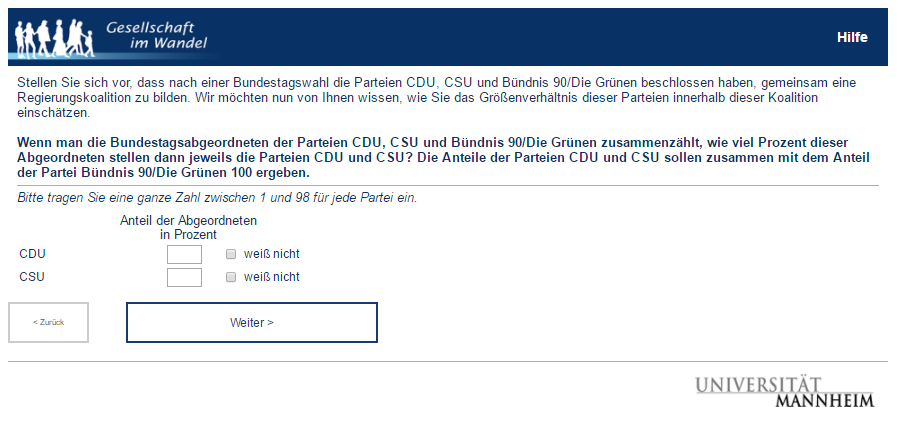 Gesellschaft
im Wandel
Hilfe
Stellen Sie sich vor, dass nach einer Bundestagswahl die Parteien CDU, CSU und Bündnis 90/Die Grünen beschlossen haben, gemeinsam eine
Regierungskoalition zu bilden. Wir möchten nun von Ihnen wissen, wie Sie das Größenverhältnis dieser Parteien innerhalb dieser Koalition
einschätzen.
Wenn man die Bundestagsabgeordneten der Parteien CDU, CSU und Bündnis 90/Die Grünen zusammenzählt, wie viel Prozent dieser
Abgeordneten stellen dann jeweils die Parteien CDU und CSU? Die Anteile der Parteien CDU und CSU sollen zusammen mit dem Anteil
der Partei Bündnis 90/Die Grünen 100 ergeben.
Bitte tragen Sie eine ganze Zahl zwischen 1 und 98 für jede Partei ein.
Anteil der Abgeordneten
in Prozent
CDU weiß nicht
CSU weiß nicht
< Zurück Weiter >
UNIVERSITÄT
MANNHEIM